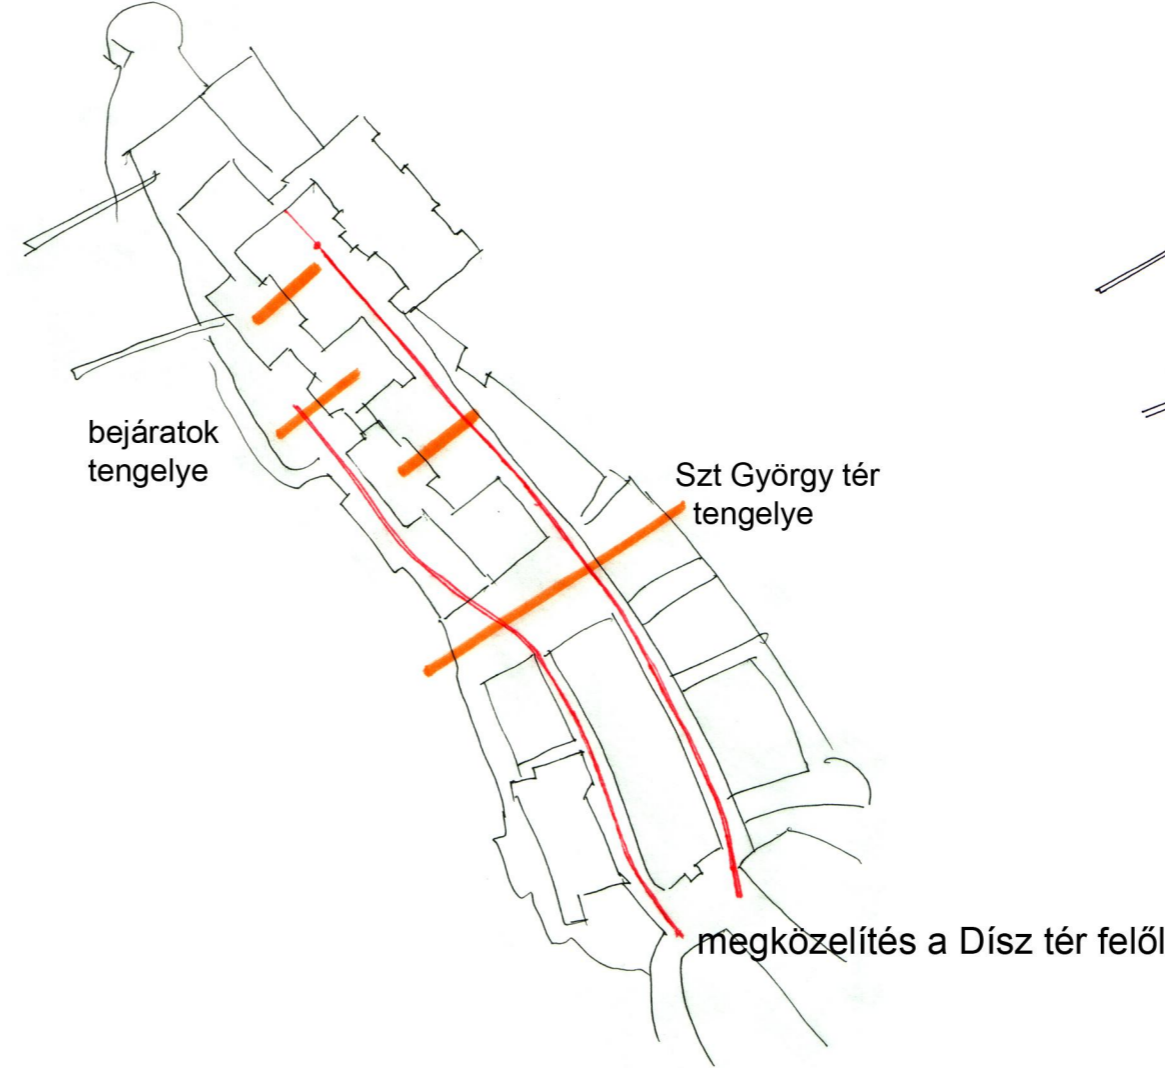 bejáratok
tengelye
Szt György tér
tengelye
megközelítés a Dísz tér felől